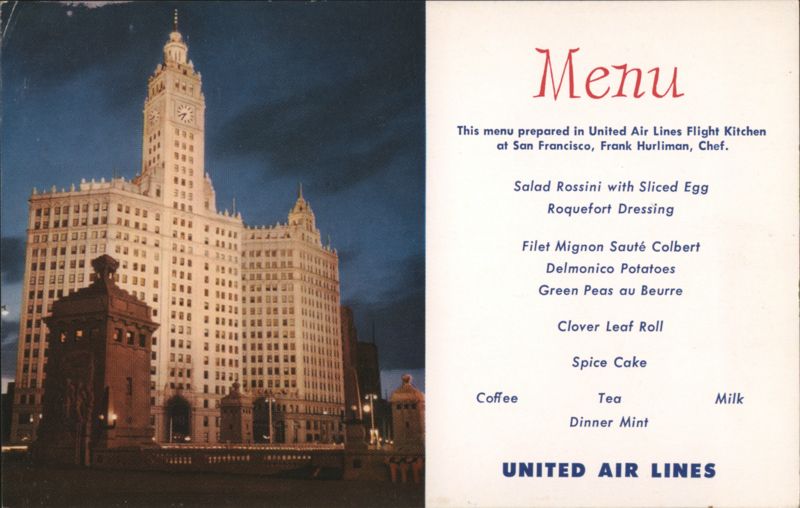 Menu
This menu prepared in United Air Lines Flight Kitchen
at San Francisco, Frank Hurliman, Chef.
Salad Rossini with Sliced Egg
Roquefort Dressing
Filet Mignon Sauté Colbert
Delmonico Potatoes
Green Peas au Beurre
Clover Leaf Roll
Spice Cake
Coffee Tea Milk
Dinner Mint
UNITED AIR LINES